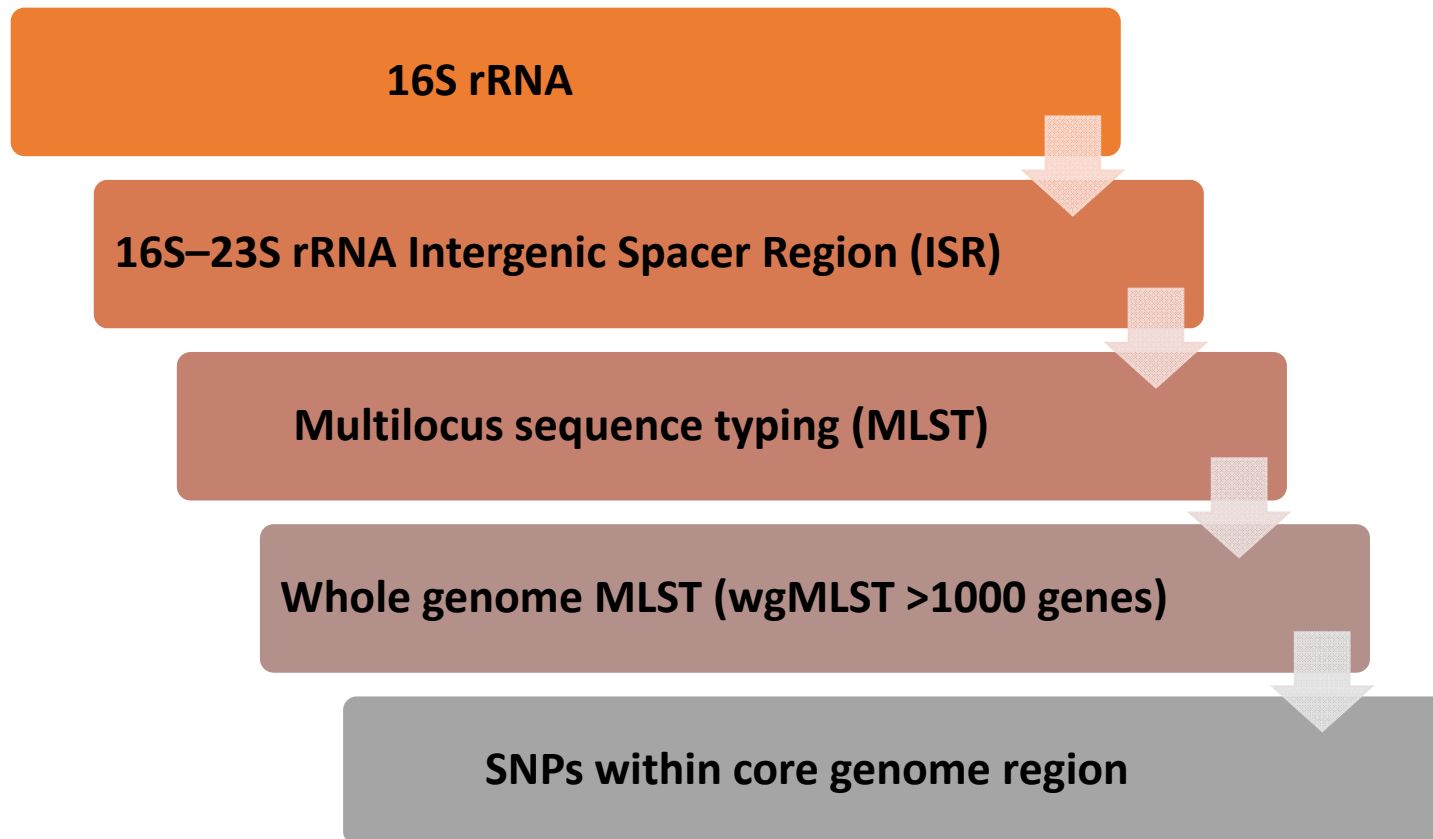 16S rRNA
16S–23S rRNA Intergenic Spacer Region (ISR)
Multilocus sequence typing (MLST)
Whole genome MLST (wgMLST >1000 genes)
SNPs within core genome region